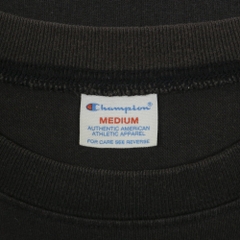 Champion
MEDIUM
AUTHENTIC AMERICAN
ATHLETIC APPAREL
FOR CARE SEE REVERSE